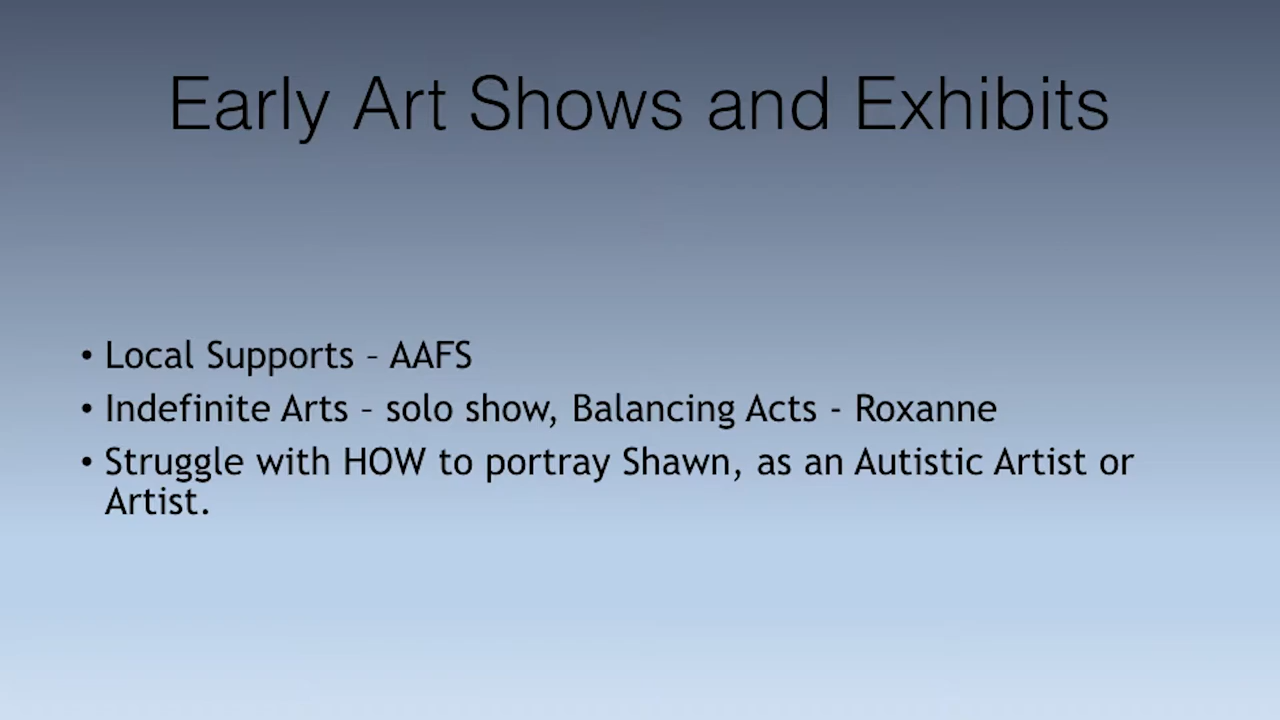 Early Art Shows and Exhibits
• Local Supports – AAFS
• Indefinite Arts – solo show, Balancing Acts - Roxanne
• Struggle with HOW to portray Shawn, as an Autistic Artist or
Artist.